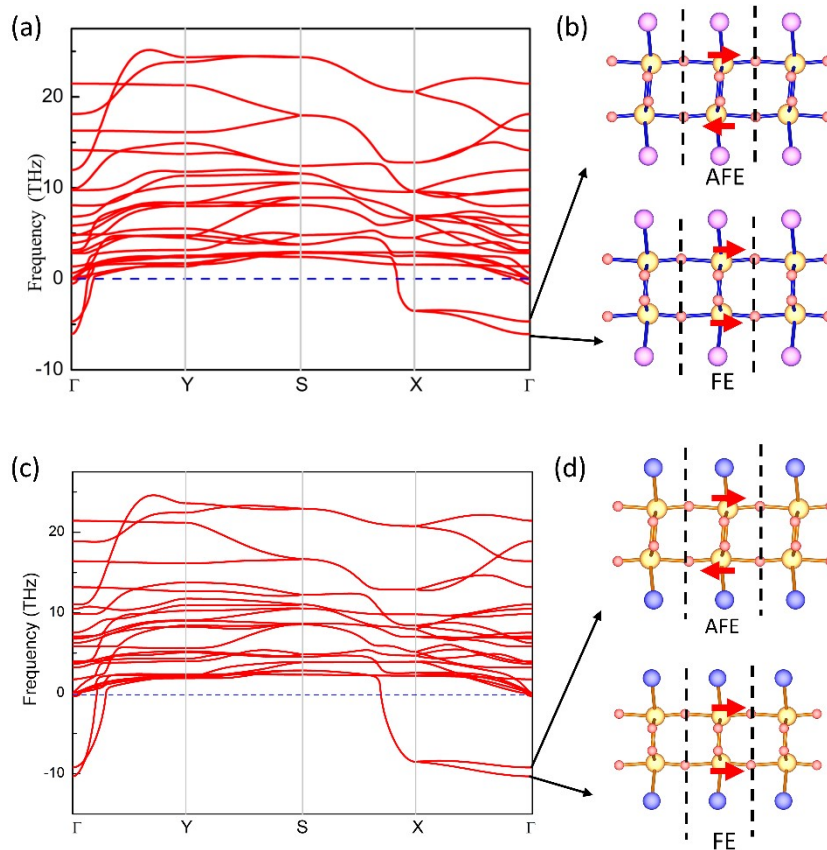 (a)
(b)
Frequency (THz)
20
10
0
-10
Γ Y S X Γ
AFE
FE
(c)
(d)
Frequency (THz)
20
10
0
-10
Γ Y S X Γ
AFE
FE